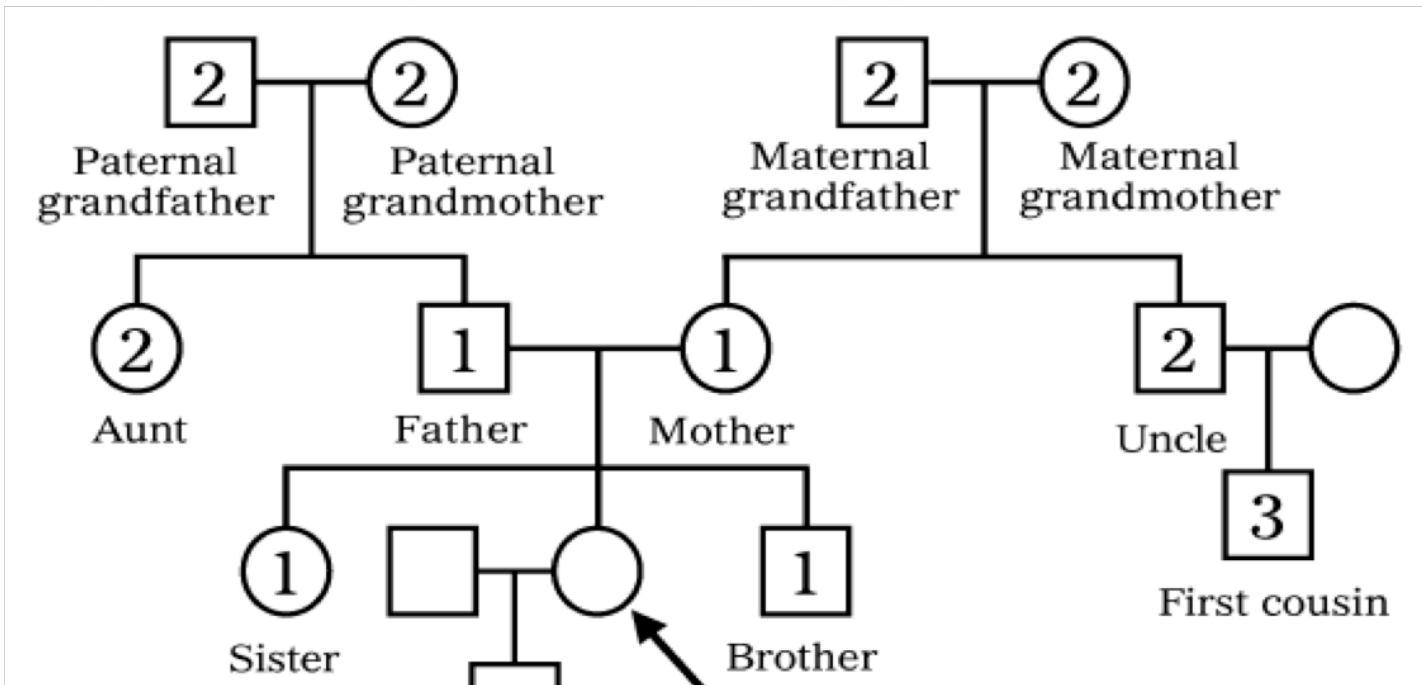 2 2 2 2
Paternal grandfather
Paternal grandmother
Maternal grandfather
Maternal grandmother
2 1 1 2
Aunt Father Mother Uncle
3
First cousin
1 1
Sister Brother